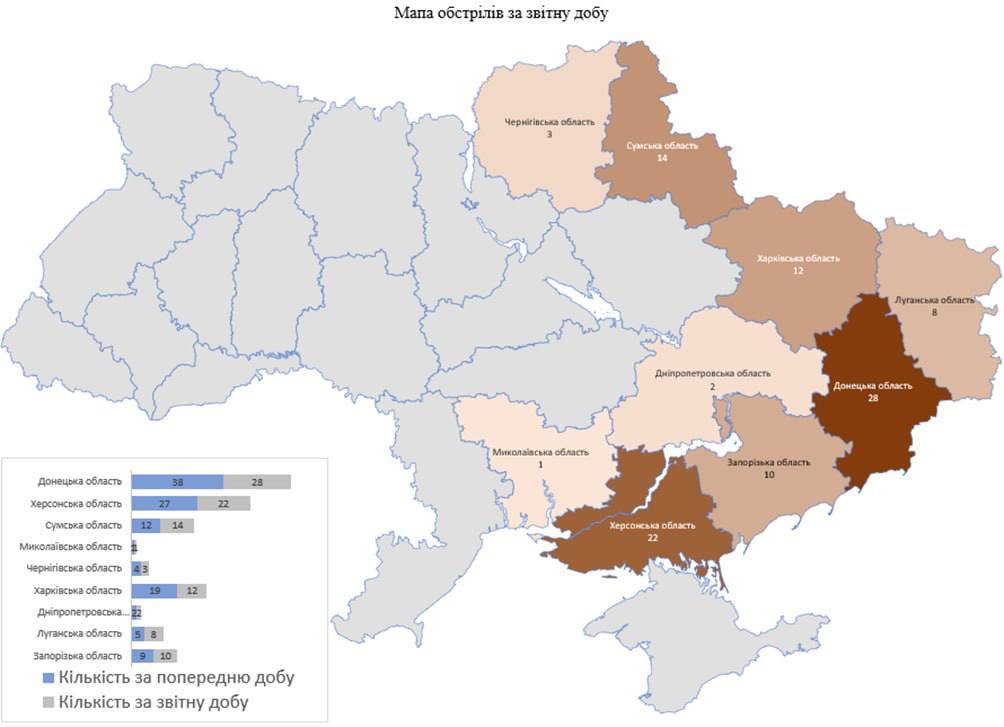 Мапа обстрілів за звітну добу
Чернігівська область
3
Сумська область
14
Харківська область
12
Луганська область
8
Дніпропетровська область
2
Донецька область
28
Миколаївська область
1
Запорізька область
10
Херсонська область
22
Донецька область 38 28
Херсонська область 27 22
Сумська область 12 14
Миколаївська область 1 1
Чернігівська область 4 3
Харківська область 19 12
Дніпропетровська... 2 2
Луганська область 5 8
Запорізька область 9 10
Кількість за попередню добу
Кількість за звітну добу